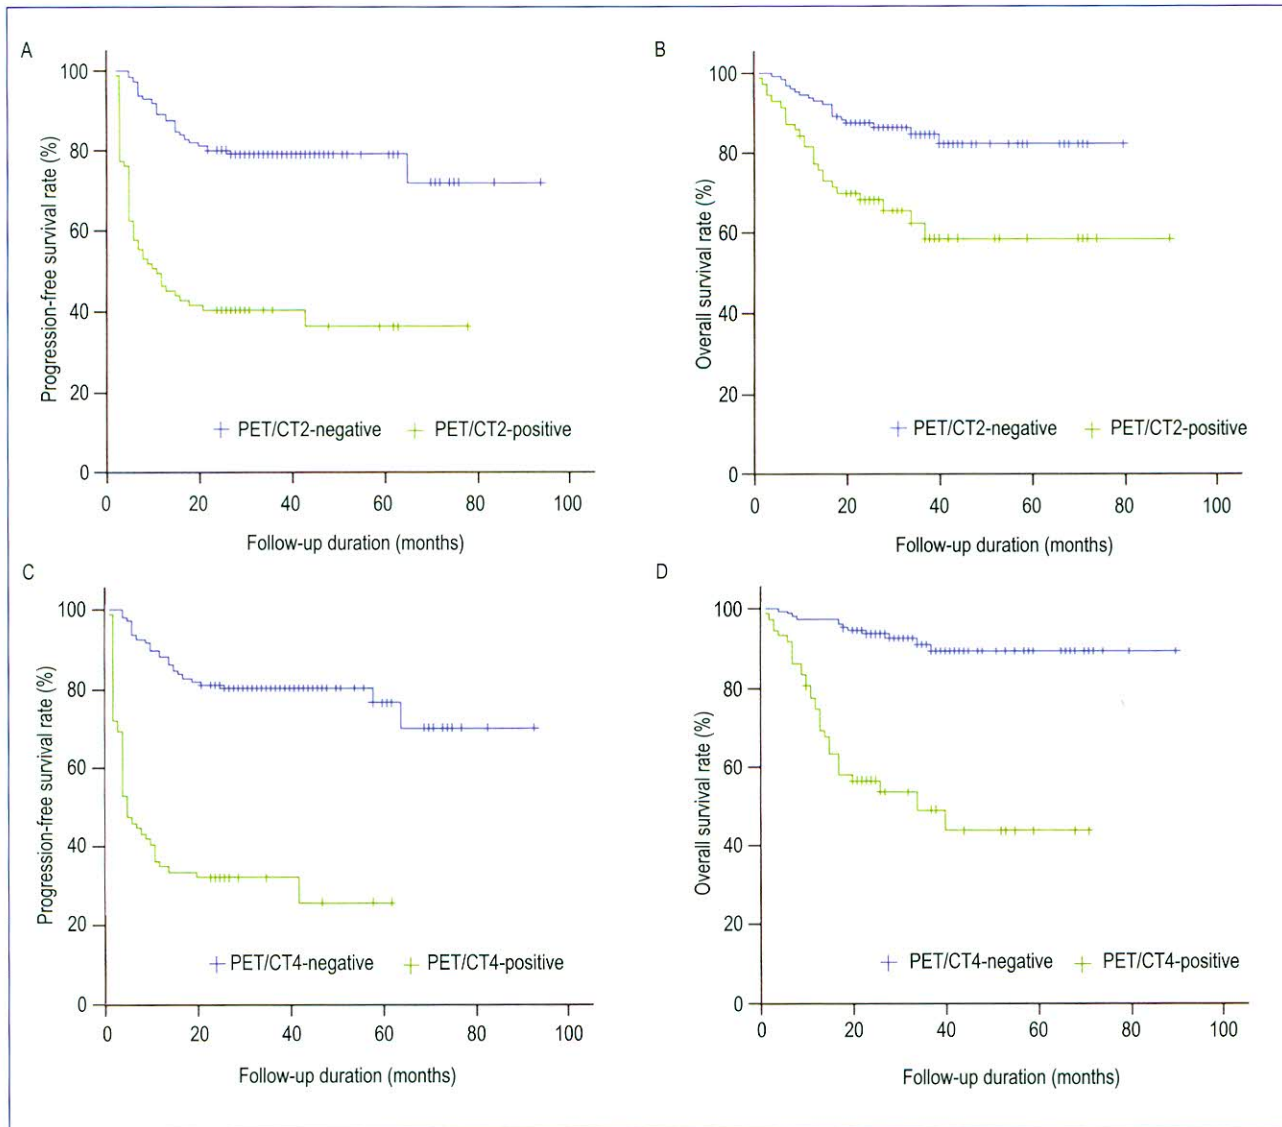 A
Progression-free survival rate (%)
100
80
60
40
20
0
PET/CT2-negative PET/CT2-positive
0 20 40 60 80 100
Follow-up duration (months)
B
Overall survival rate (%)
100
80
60
40
20
0
PET/CT2-negative PET/CT2-positive
0 20 40 60 80 100
Follow-up duration (months)
C
Progression-free survival rate (%)
100
80
60
40
20
0
PET/CT4-negative PET/CT4-positive
0 20 40 60 80 100
Follow-up duration (months)
D
Overall survival rate (%)
100
80
60
40
20
0
PET/CT4-negative PET/CT4-positive
0 20 40 60 80 100
Follow-up duration (months)